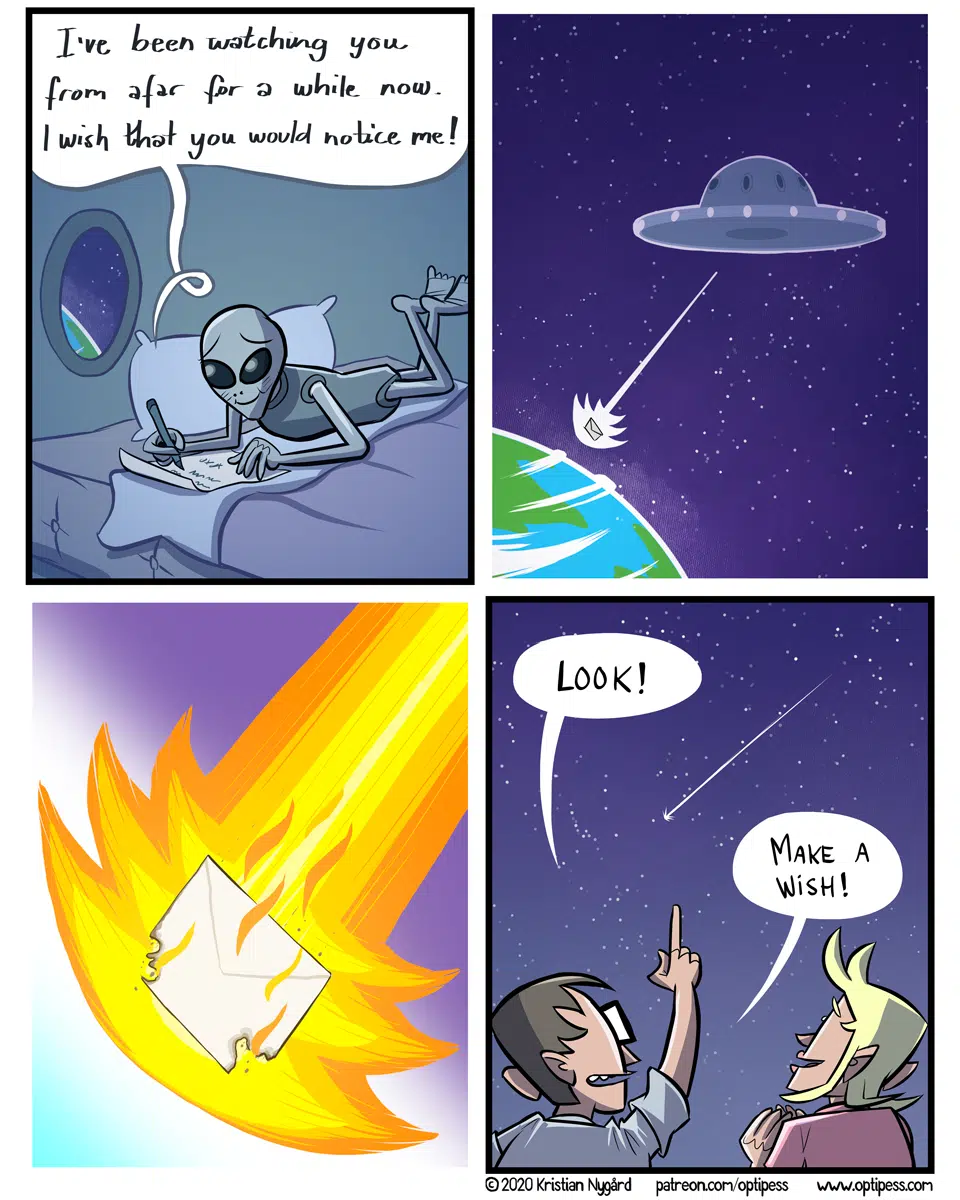 I've been watching you
from afar for a while now.
I wish that you would notice me!
LOOK!
MAKE A
WISH!
© 2020 Kristian Nygård patreon.com/optipess www.optipess.com